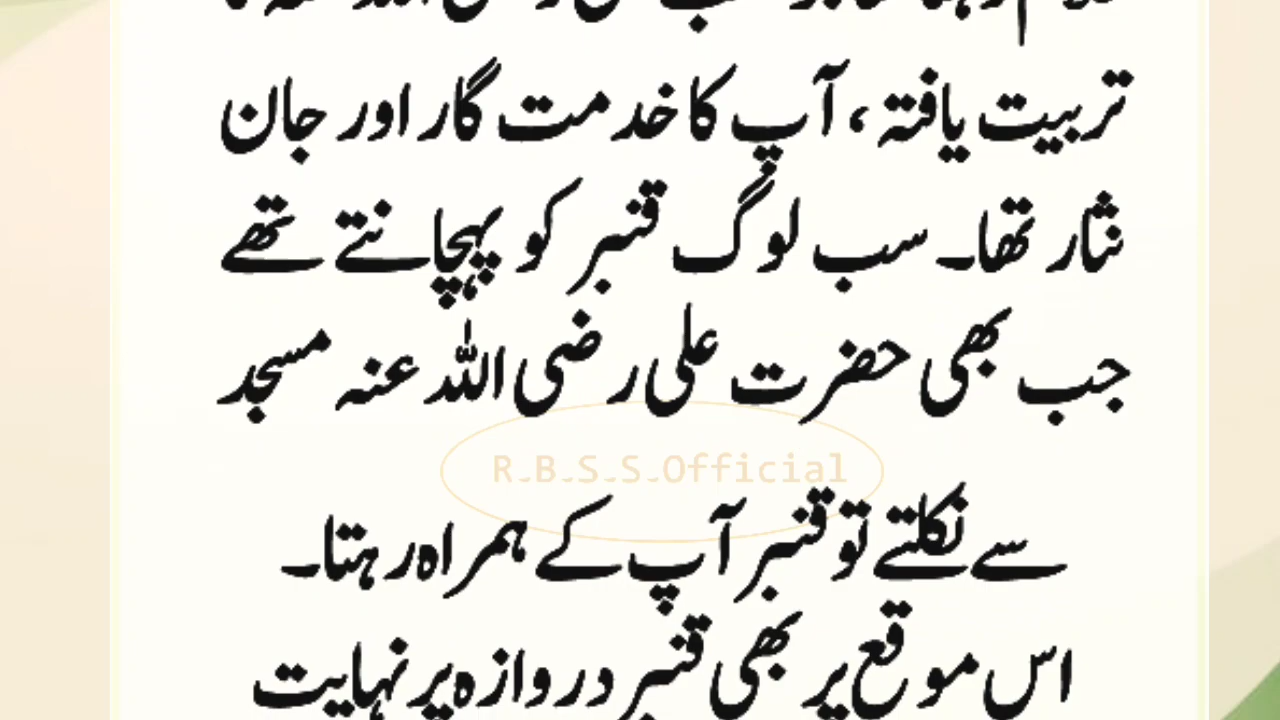 تربیت یافتہ، آپ کا خدمت گار اور جان
نثار تھا۔ سب لوگ قنبر کو پہچانتے تھے
جب بھی حضرت علی رضی اللہ عنہ مسجد
R.B.S.S.Official
سے نکلتے تو قنبر آپ کے ہمراہ رہتا۔
اس موقع پر بھی قنبر دروازہ پر نہایت